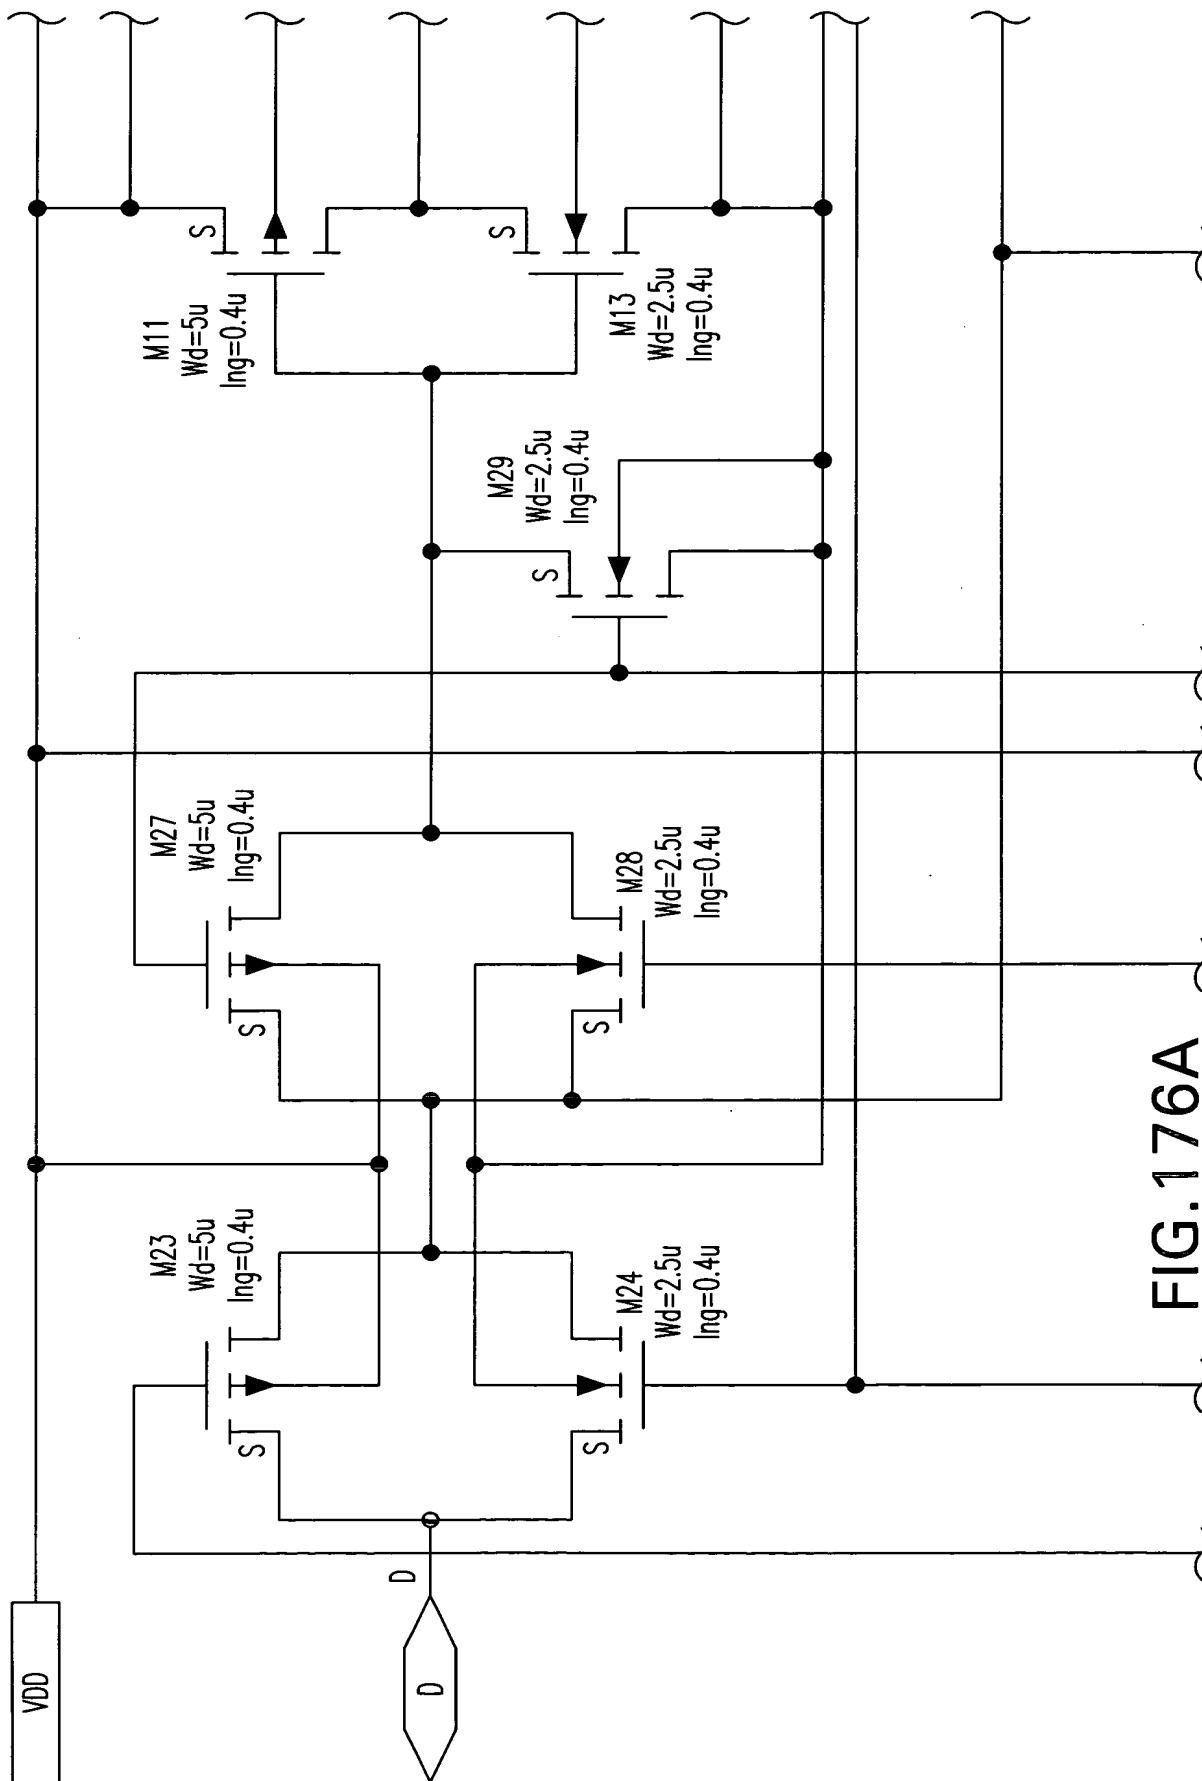 VDD
D
D
M23
Wd=5u
lng=0.4u
S
M24
Wd=2.5u
lng=0.4u
S
M27
Wd=5u
lng=0.4u
S
M28
Wd=2.5u
lng=0.4u
S
M29
Wd=2.5u
lng=0.4u
S
M11
Wd=5u
lng=0.4u
S
M13
Wd=2.5u
lng=0.4u
S
FIG.176A